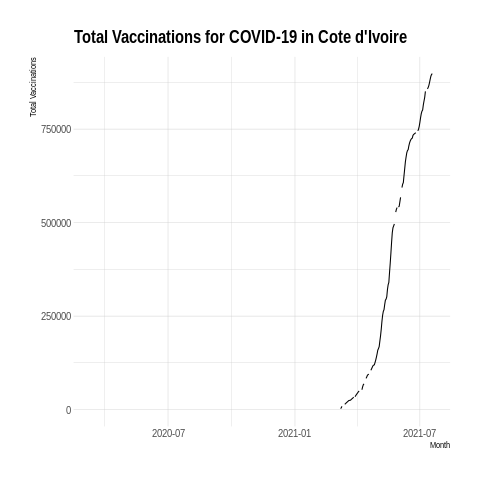 Total Vaccinations for COVID-19 in Cote d'Ivoire
Total Vaccinations
750000
500000
250000
0
2020-07 2021-01 2021-07
Month